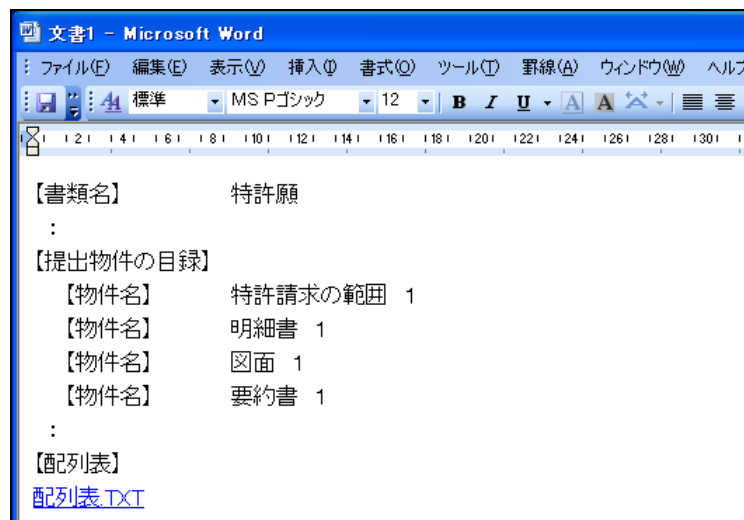 文書1 - Microsoft Word
ファイル(F) 編集(E) 表示(V) 挿入(I) 書式(O) ツール(T) 罫線(A) ウィンドウ(W) ヘルプ
標準 MS Pゴシック 12 B I U A A
2 4 6 8 10 12 14 16 18 20 22 24 26 28 30
【書類名】 特許願
:
【提出物件の目録】
【物件名】 特許請求の範囲 1
【物件名】 明細書 1
【物件名】 図面 1
【物件名】 要約書 1
:
【配列表】
配列表.TXT